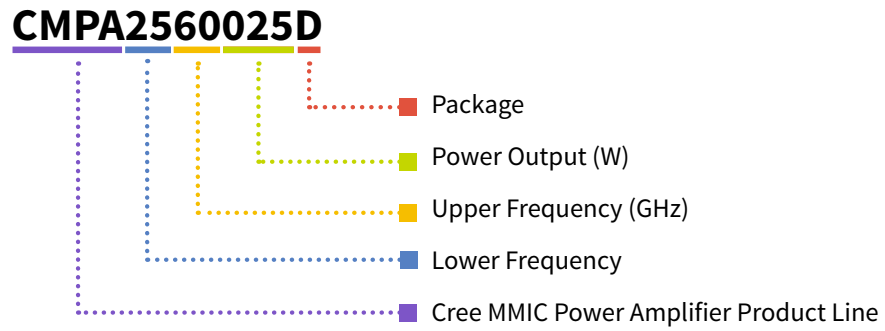 CMPA2560025D
Package
Power Output (W)
Upper Frequency (GHz)
Lower Frequency
Cree MMIC Power Amplifier Product Line